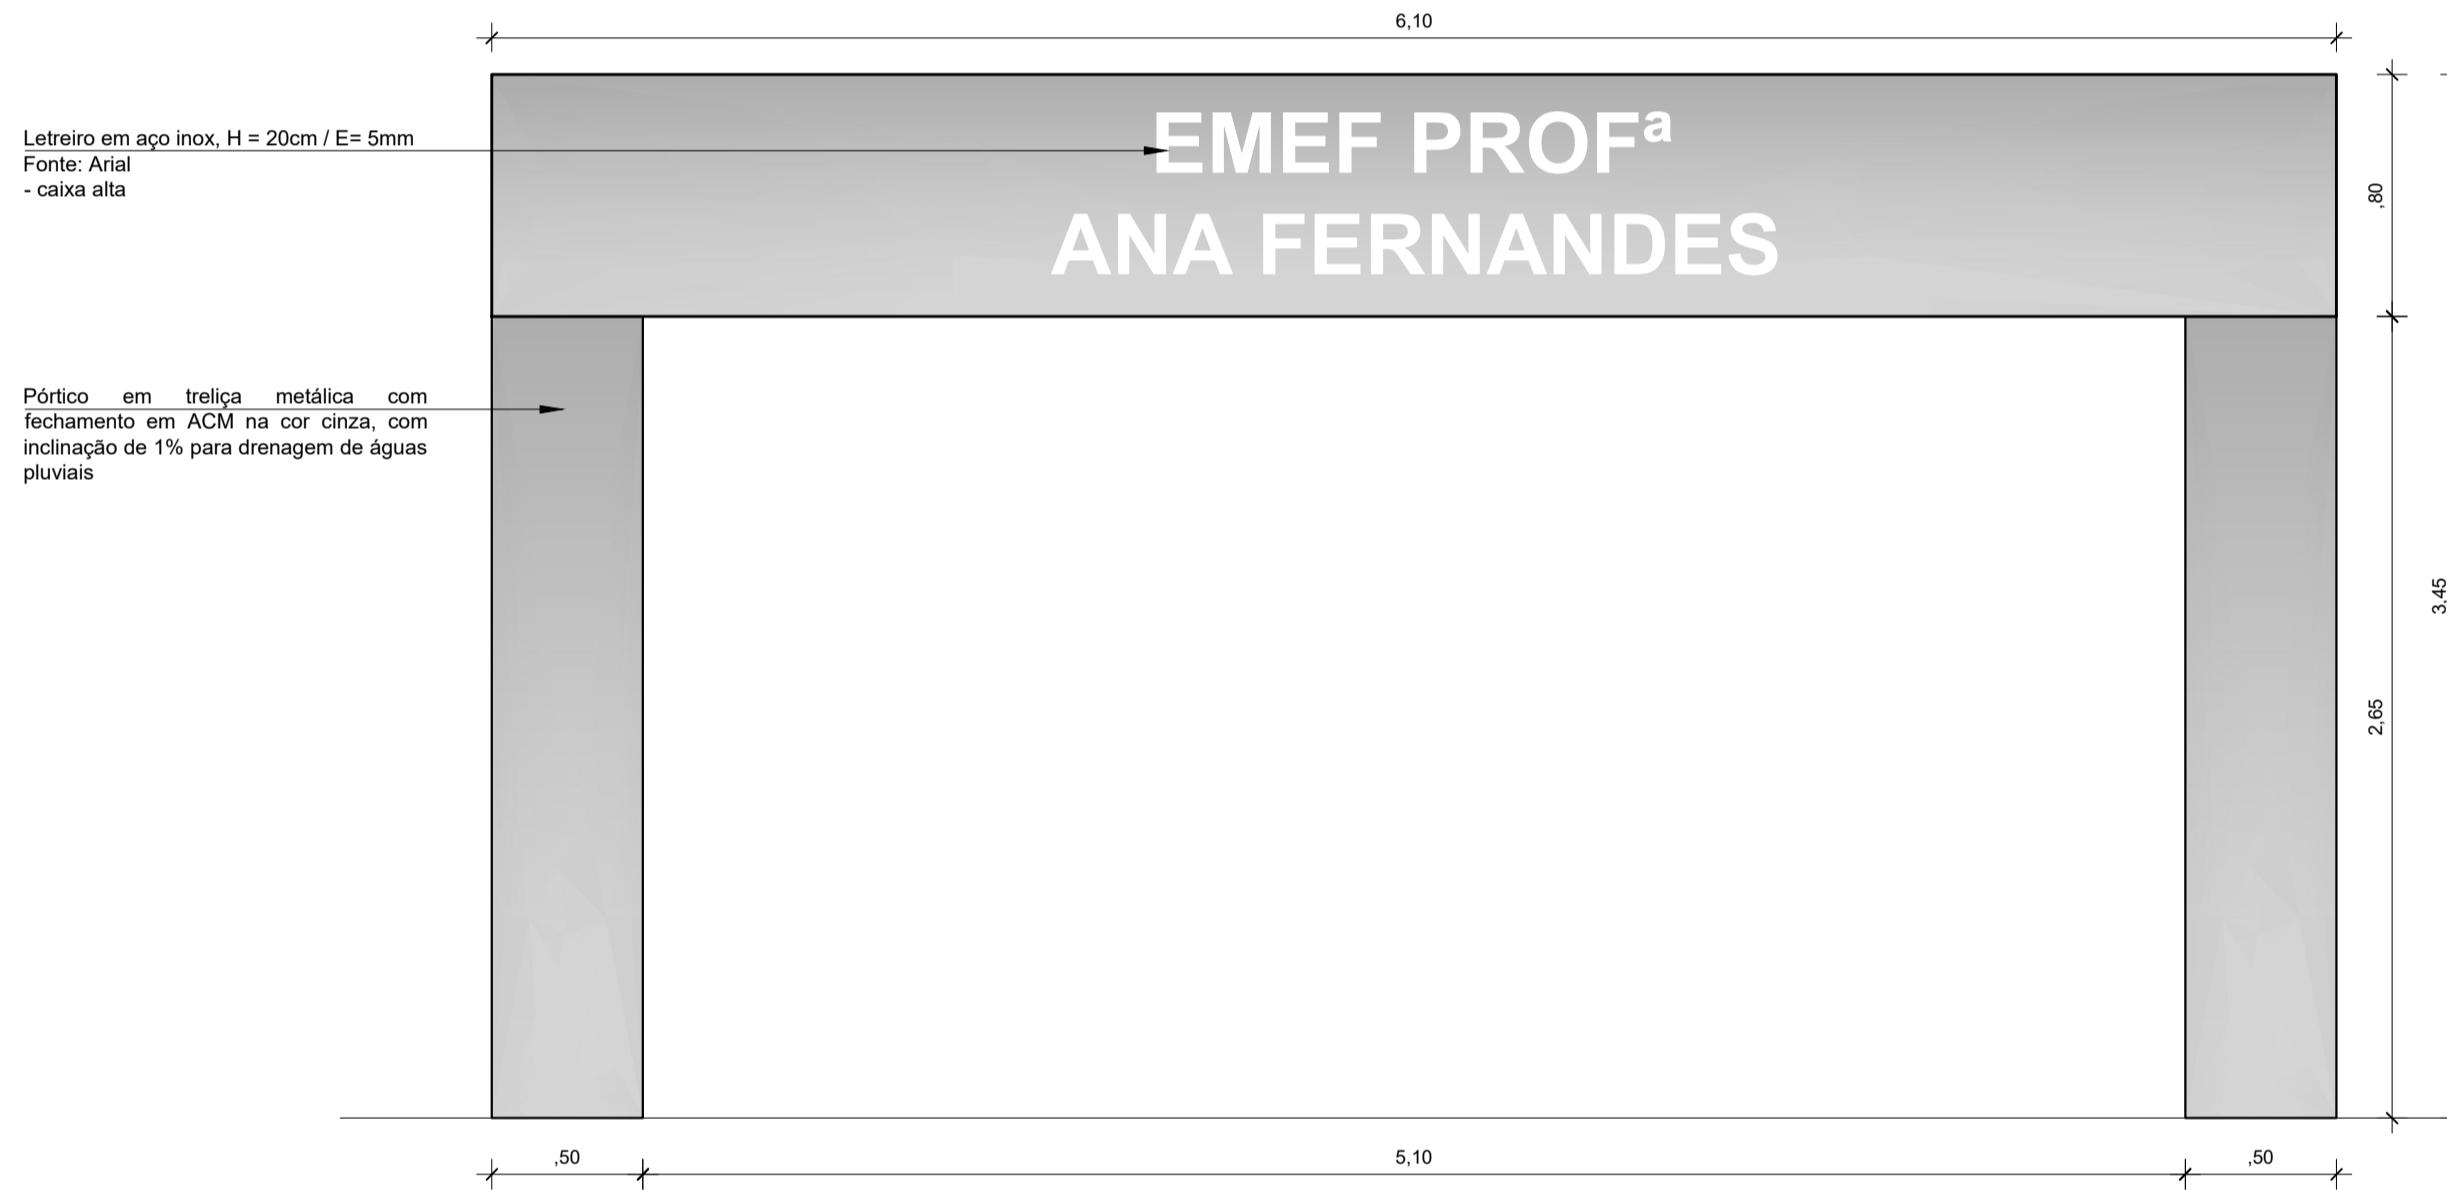 6,10
EMEF PROFª
ANA FERNANDES
Letreiro em aço inox, H = 20cm / E= 5mm
Fonte: Arial
- caixa alta
,80
Pórtico em treliça metálica com
fechamento em ACM na cor cinza, com
inclinação de 1% para drenagem de águas
pluviais
3,45
2,65
,50
5,10
,50